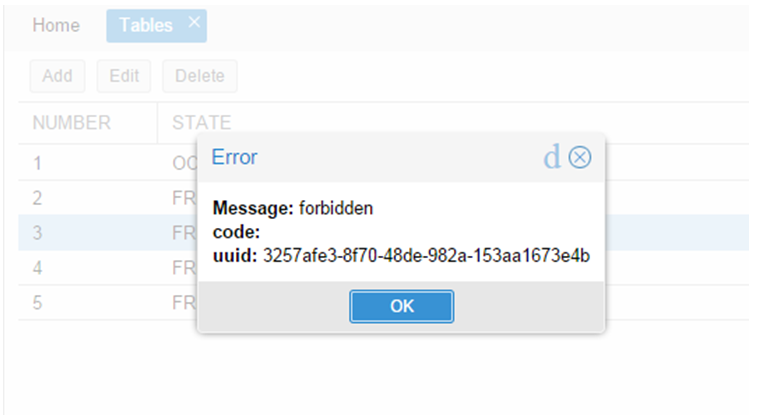 Home Tables ×
Add Edit Delete
NUMBER STATE
1 OC
Error d
2 FR
Message: forbidden
3 FR
code:
uuid: 3257afe3-8f70-48de-982a-153aa1673e4b
4 FR
5 FR
OK